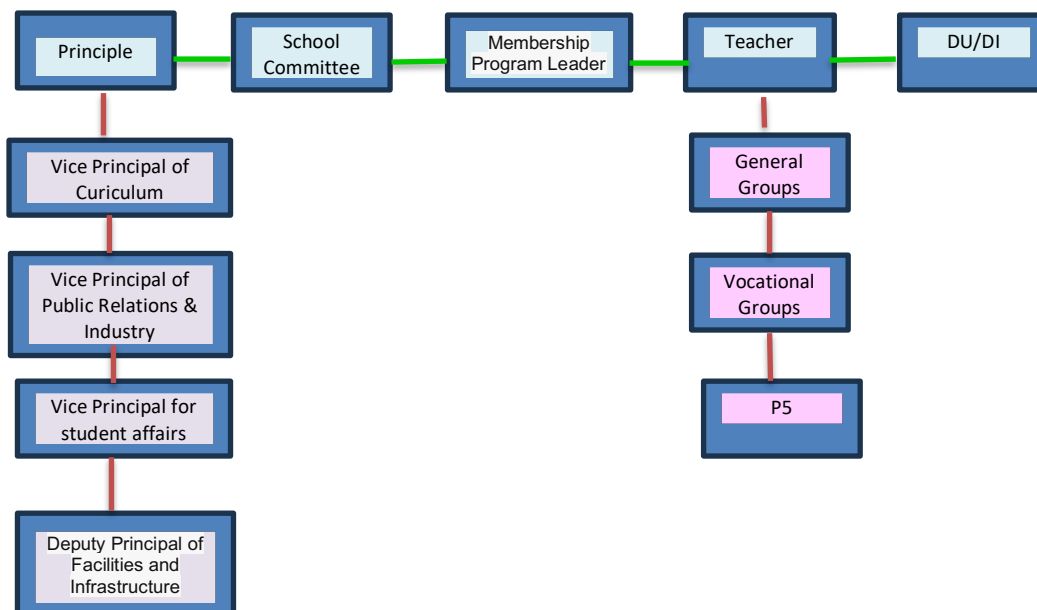 Principle
School
Committee
Membership
Program Leader
Teacher
DU/DI
Vice Principal of
Curiculum
Vice Principal of
Public Relations &
Industry
Vice Principal for
student affairs
Deputy Principal of
Facilities and
Infrastructure
General
Groups
Vocational
Groups
P5